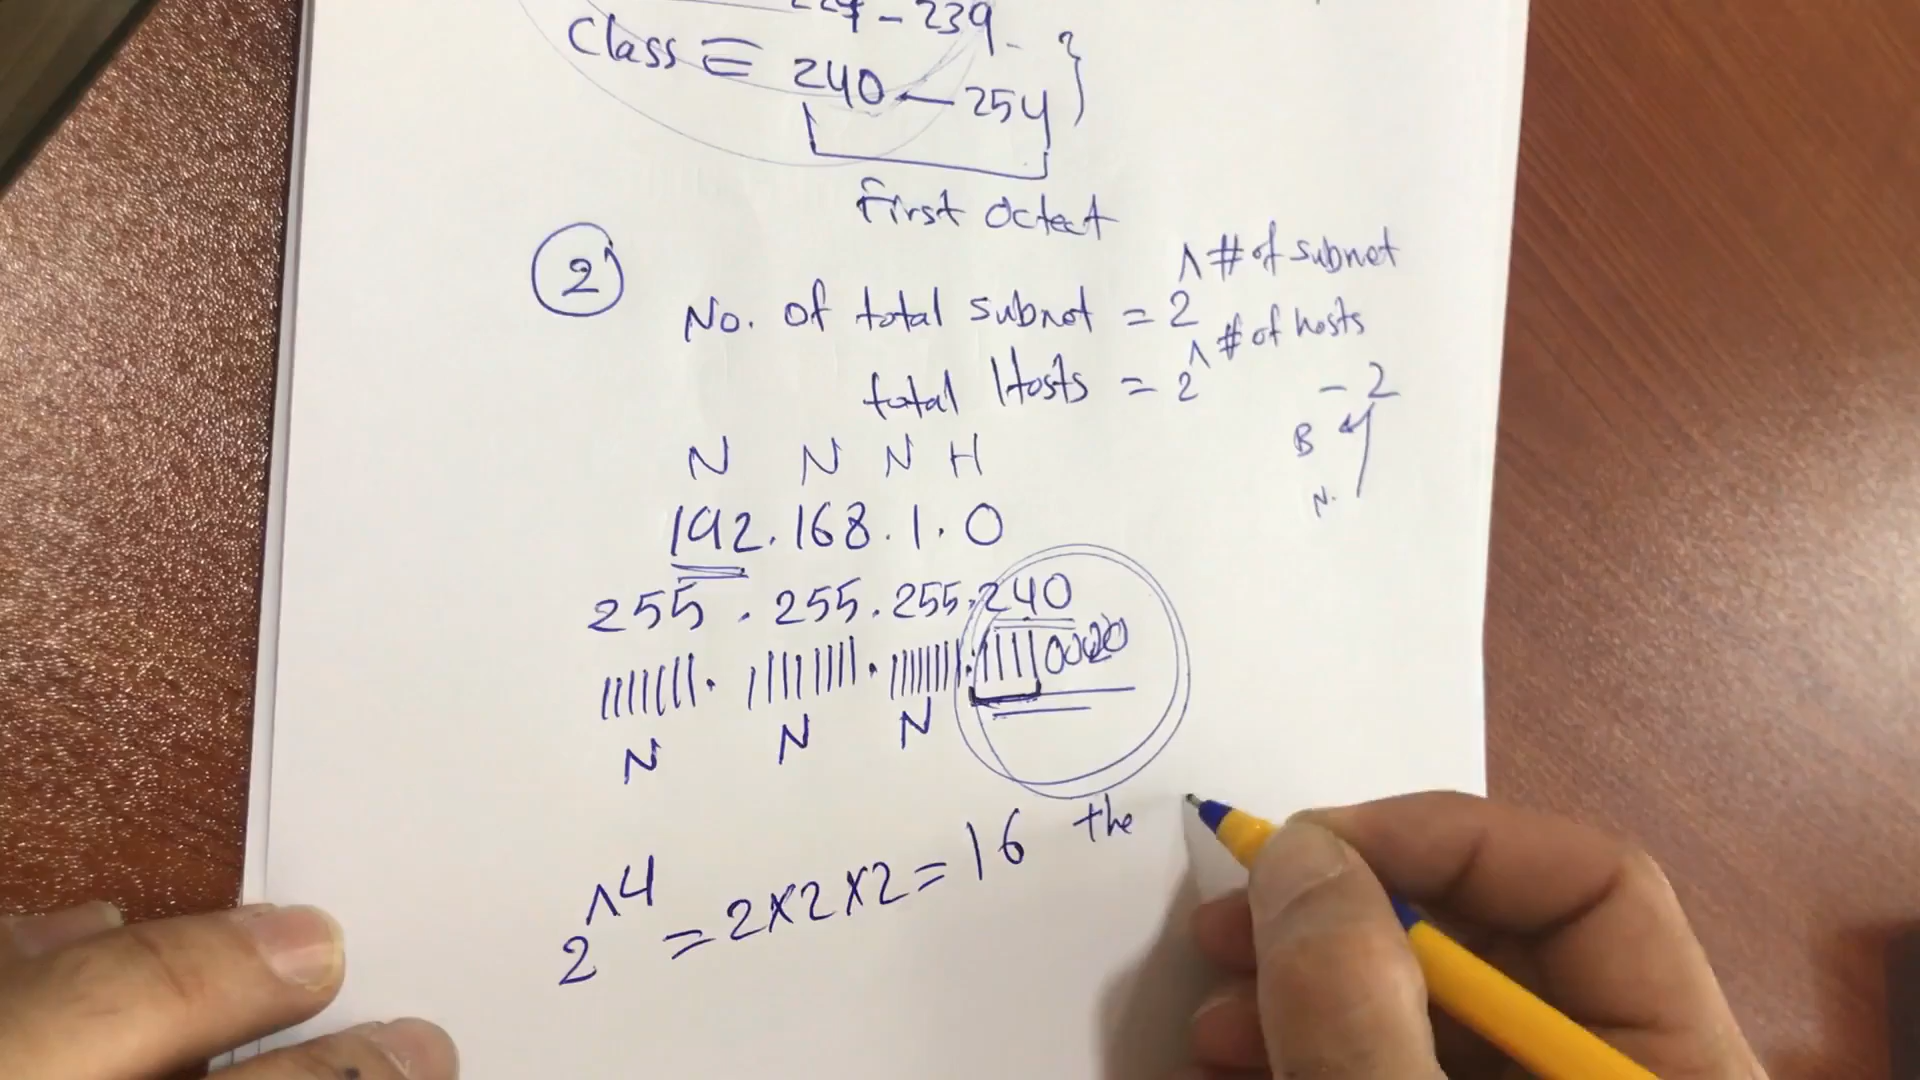 224 - 239
Class E 240 - 254 }
First Octect
2
^ # of subnet
No. of total subnet = 2
^ # of hosts
total Hosts = 2 - 2
B
N.
N N N H
192.168.1.0
255.255.255.240
11111111.11111111.11111111.11110000
N N N
^4
2 = 2x2x2=16 the